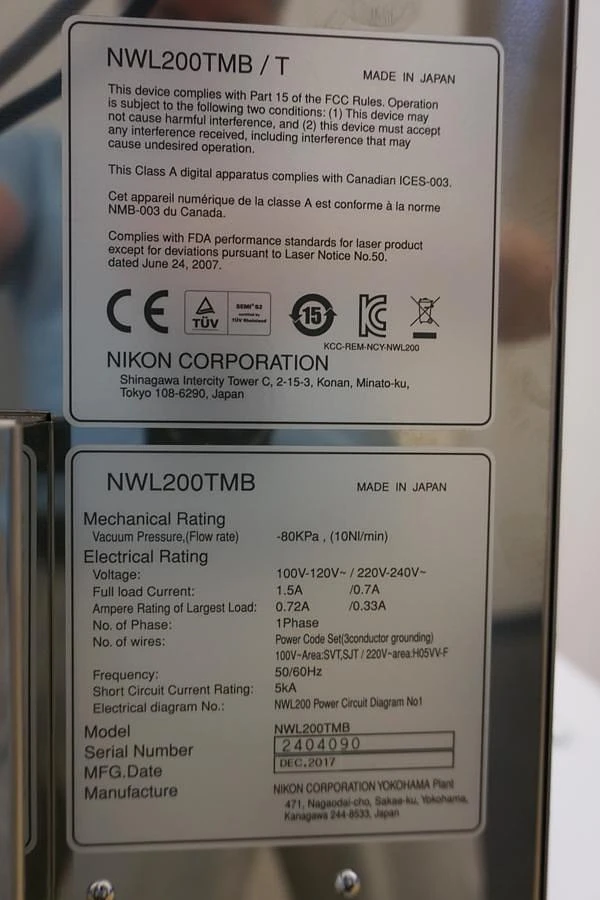 NWL200TMB / T
MADE IN JAPAN
This device complies with Part 15 of the FCC Rules. Operation
is subject to the following two conditions: (1) This device may
not cause harmful interference, and (2) this device must accept
any interference received, including interference that may
cause undesired operation.
This Class A digital apparatus complies with Canadian ICES-003.
Cet appareil numérique de la classe A est conforme à la norme
NMB-003 du Canada.
Complies with FDA performance standards for laser product
except for deviations pursuant to Laser Notice No.50.
dated June 24, 2007.
CE
TÜV
SEMI® S2
certified by
TÜV Rheinland
15
KC
KCC-REM-NCY-NWL200
NIKON CORPORATION
Shinagawa Intercity Tower C, 2-15-3, Konan, Minato-ku,
Tokyo 108-6290, Japan
NWL200TMB
MADE IN JAPAN
Mechanical Rating
Vacuum Pressure,(Flow rate) -80KPa , (10Nl/min)
Electrical Rating
Voltage: 100V-120V~ / 220V-240V~
Full load Current: 1.5A /0.7A
Ampere Rating of Largest Load: 0.72A /0.33A
No. of Phase: 1Phase
No. of wires: Power Code Set(3conductor grounding)
100V~Area:SVT,SJT / 220V~area:H05VV-F
Frequency: 50/60Hz
Short Circuit Current Rating: 5kA
Electrical diagram No.: NWL200 Power Circuit Diagram No1
Model NWL200TMB
Serial Number 2404090
MFG.Date DEC.2017
Manufacture NIKON CORPORATION YOKOHAMA Plant
471, Nagaodai-cho, Sakae-ku, Yokohama,
Kanagawa 244-8533, Japan